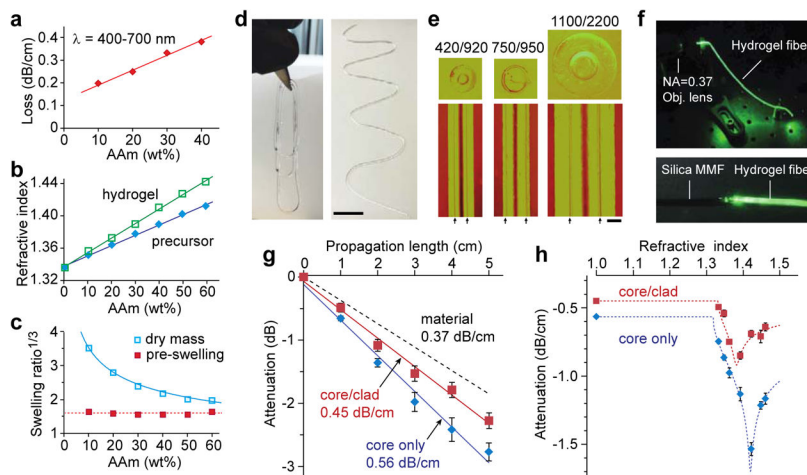 a
λ = 400-700 nm
Loss (dB/cm)
0.4
0.3
0.2
0.1
0
0 10 20 30 40
AAm (wt%)
b
Refractive index
1.44
1.40
1.36
1.32
hydrogel
precursor
0 10 20 30 40 50 60
AAm (wt%)
c
Swelling ratio1/3
5
4
3
2
1
0
dry mass
pre-swelling
0 10 20 30 40 50 60
AAm (wt%)
d
e
420/920
750/950
1100/2200
f
Hydrogel fibe
NA=0.37
Obj. lens
Silica MMF
Hydrogel fibe
g
Propagation length (cm)
0 1 2 3 4 5
Attenuation (dB)
0
-1
-2
-3
material
0.37 dB/cm
core/clad
0.45 dB/cm
core only
0.56 dB/cm
h
Refractive index
1.0 1.1 1.2 1.3 1.4 1.5
Attenuation (dB/cm)
-0.5
-1.0
-1.5
core/clad
core only